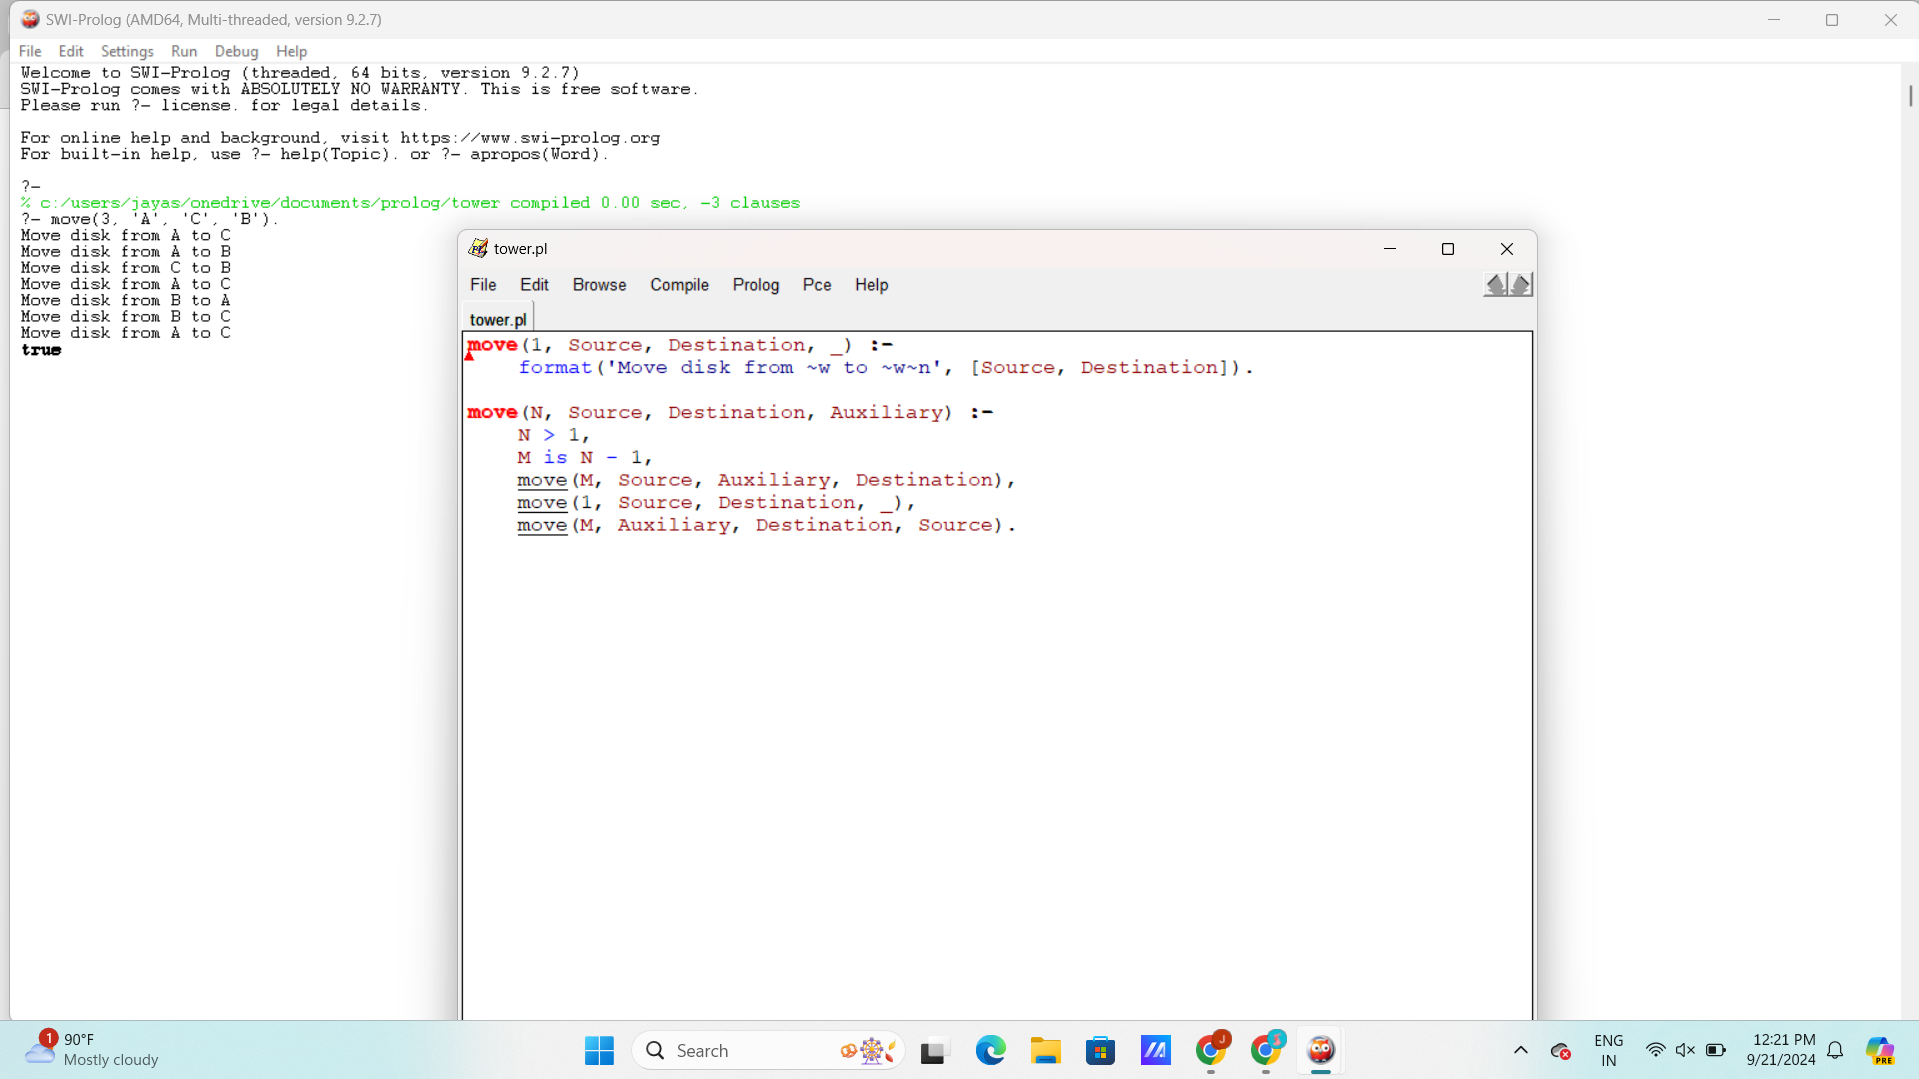 SWI-Prolog (AMD64, Multi-threaded, version 9.2.7)
File Edit Settings Run Debug Help
Welcome to SWI-Prolog (threaded, 64 bits, version 9.2.7)
SWI-Prolog comes with ABSOLUTELY NO WARRANTY. This is free software.
Please run ?- license. for legal details.
For online help and background, visit https://www.swi-prolog.org
For built-in help, use ?- help(Topic). or ?- apropos(Word).
?-
% c:/users/jayas/onedrive/documents/prolog/tower compiled 0.00 sec, -3 clauses
?- move(3, 'A', 'C', 'B').
Move disk from A to C
Move disk from A to B
Move disk from C to B
Move disk from A to C
Move disk from B to A
Move disk from B to C
Move disk from A to C
true
tower.pl
File Edit Browse Compile Prolog Pce Help
tower.pl
move(1, Source, Destination, _) :-
    format('Move disk from ~w to ~w~n', [Source, Destination]).
move(N, Source, Destination, Auxiliary) :-
    N > 1,
    M is N - 1,
    move(M, Source, Auxiliary, Destination),
    move(1, Source, Destination, _),
    move(M, Auxiliary, Destination, Source).
1
90°F
Mostly cloudy
Search
J
ENG
IN
12:21 PM
9/21/2024
PRE